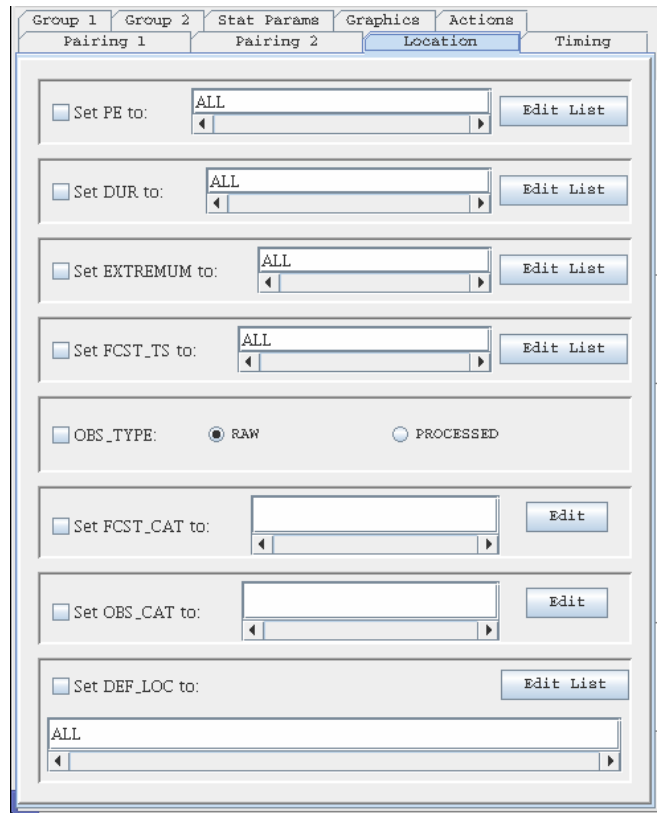 Group 1 Group 2 Stat Params Graphics Actions
Pairing 1 Pairing 2 Location Timing
Set PE to: ALL Edit List
Set DUR to: ALL Edit List
Set EXTREMUM to: ALL Edit List
Set FCST_TS to: ALL Edit List
OBS_TYPE: RAW PROCESSED
Set FCST_CAT to: Edit
Set OBS_CAT to: Edit
Set DEF_LOC to: Edit List
ALL